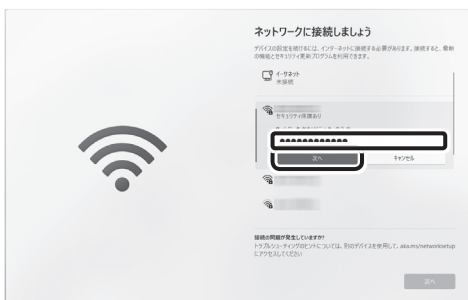 ネットワークに接続しましょう
デバイスの設定を続けるには、インターネットに接続する必要があります。接続すると、最新
の機能とセキュリティ更新プログラムを利用できます。
イーサネット
未接続
セキュリティ保護あり
●●●●●●●●●●●●
次へ
キャンセル
接続の問題が発生していますか?
トラブルシューティングのヒントについては、別のデバイスを使用して、aka.ms/networksetup
にアクセスしてください
次へ